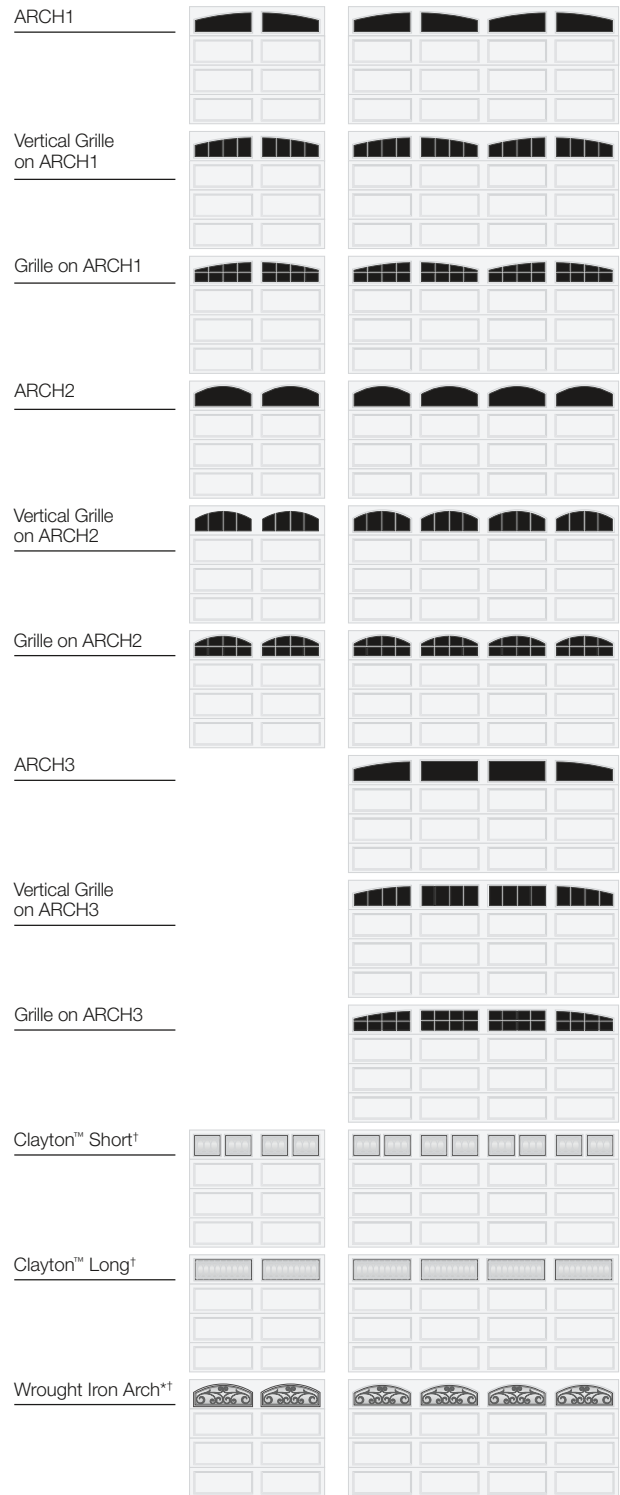 ARCH1
Vertical Grille
on ARCH1
Grille on ARCH1
ARCH2
Vertical Grille
on ARCH2
Grille on ARCH2
ARCH3
Vertical Grille
on ARCH3
Grille on ARCH3
Clayton™ Short†
Clayton™ Long†
Wrought Iron Arch*†